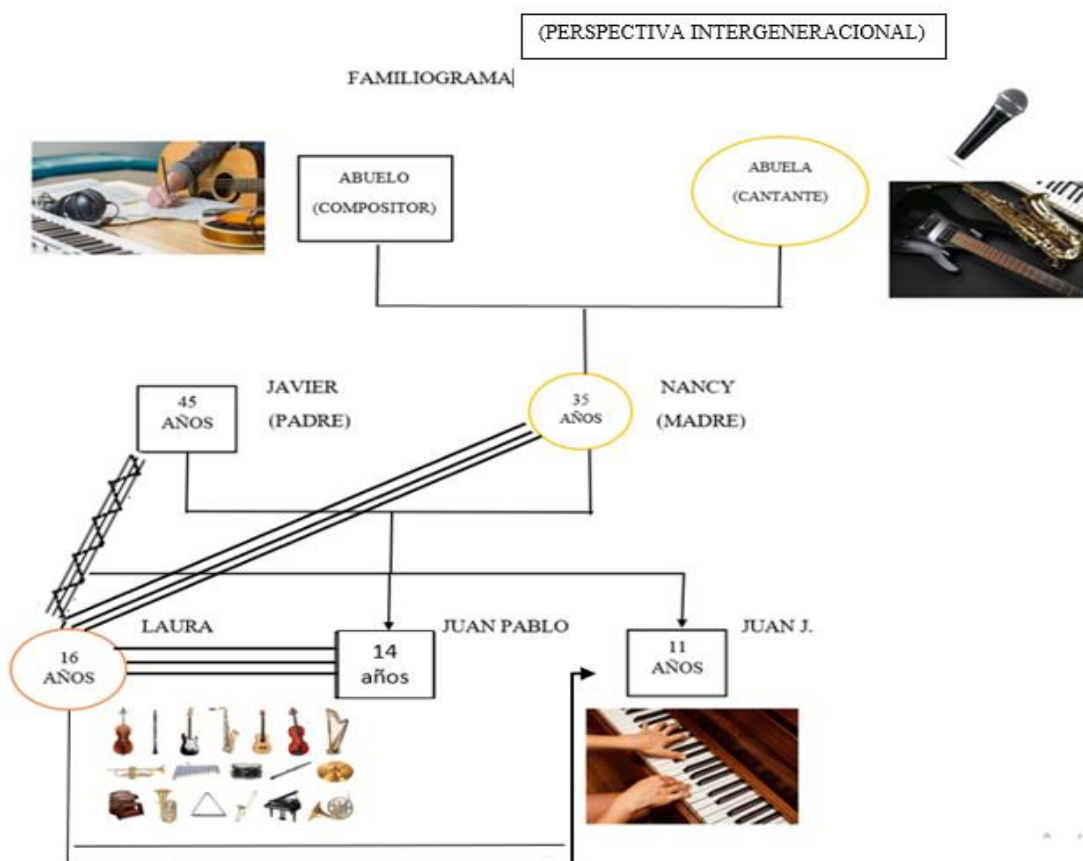 (PERSPECTIVA INTERGENERACIONAL)
FAMILIOGRAMA
ABUELO
(COMPOSITOR)
ABUELA
(CANTANTE)
45
AÑOS
JAVIER
(PADRE)
35
AÑOS
NANCY
(MADRE)
LAURA
16
AÑOS
JUAN PABLO
14
años
JUAN J.
11
AÑOS